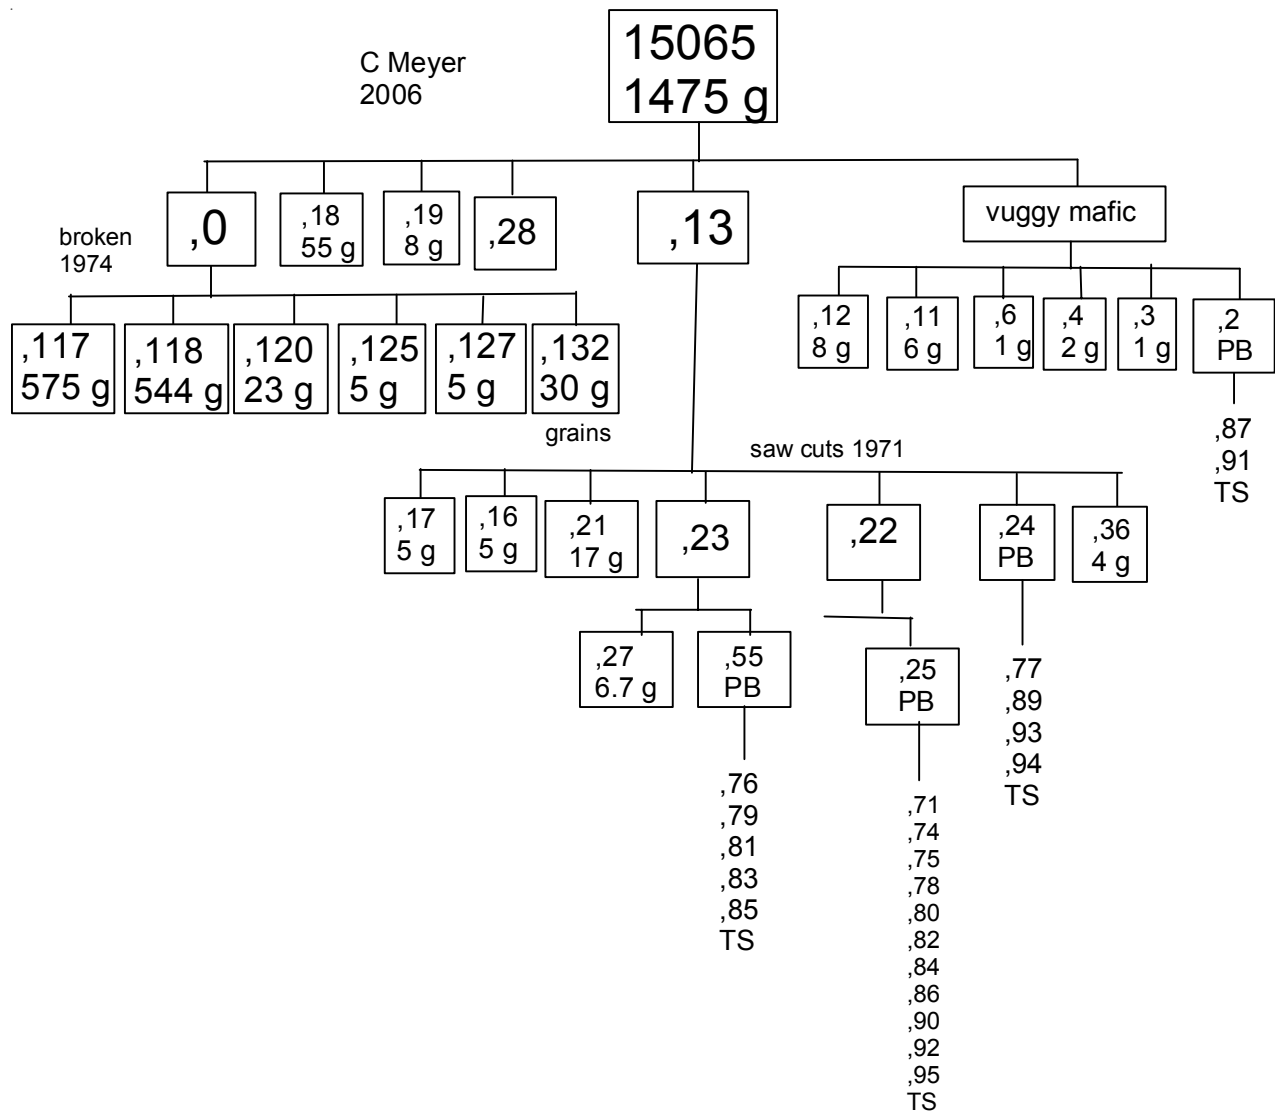 15065
1475 g
C Meyer
2006
,0
,18
55 g
,19
8 g
,28
,13
vuggy mafic
broken
1974
,117
575 g
,118
544 g
,120
23 g
,125
5 g
,127
5 g
,132
30 g
grains
,12
8 g
,11
6 g
,6
1 g
,4
2 g
,3
1 g
,2
PB
,87
,91
TS
saw cuts 1971
,17
5 g
,16
5 g
,21
17 g
,23
,22
,24
PB
,36
4 g
,27
6.7 g
,55
PB
,25
PB
,77
,89
,93
,94
TS
,76
,79
,81
,83
,85
TS
,71
,74
,75
,78
,80
,82
,84
,86
,90
,92
,95
TS